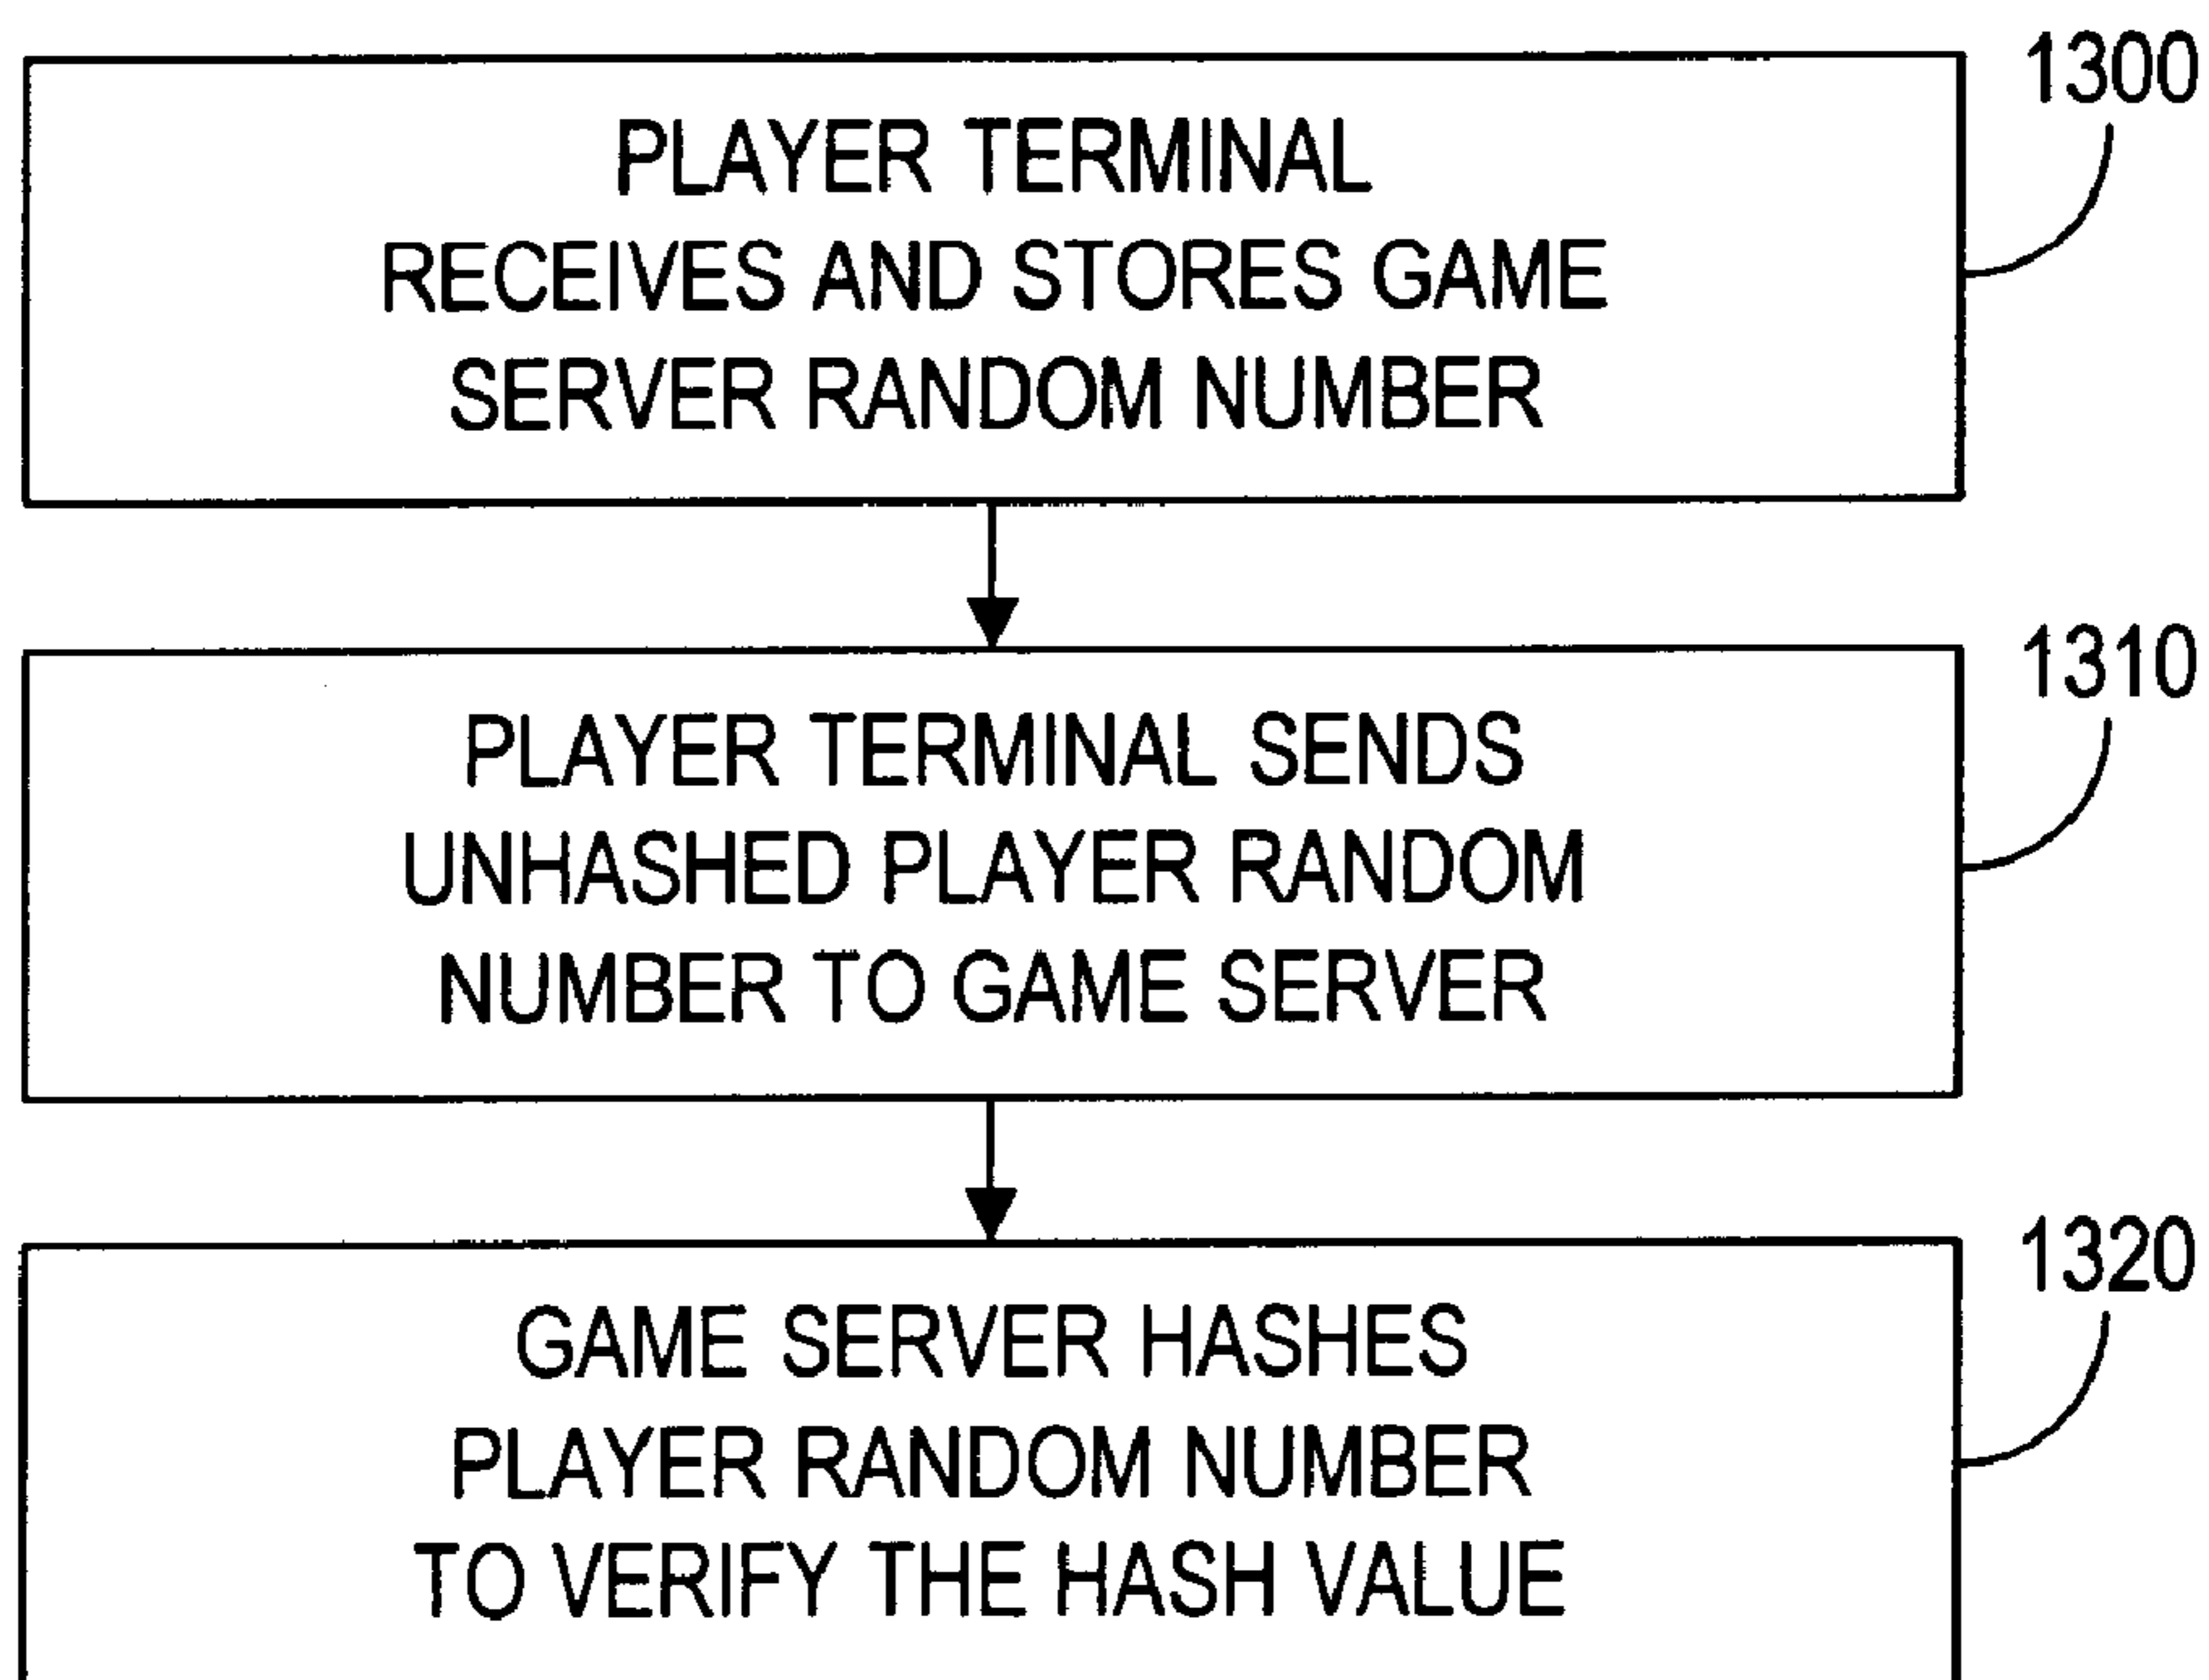 1300
PLAYER TERMINAL
RECEIVES AND STORES GAME
SERVER RANDOM NUMBER
1310
PLAYER TERMINAL SENDS
UNHASHED PLAYER RANDOM
NUMBER TO GAME SERVER
1320
GAME SERVER HASHES
PLAYER RANDOM NUMBER
TO VERIFY THE HASH VALUE